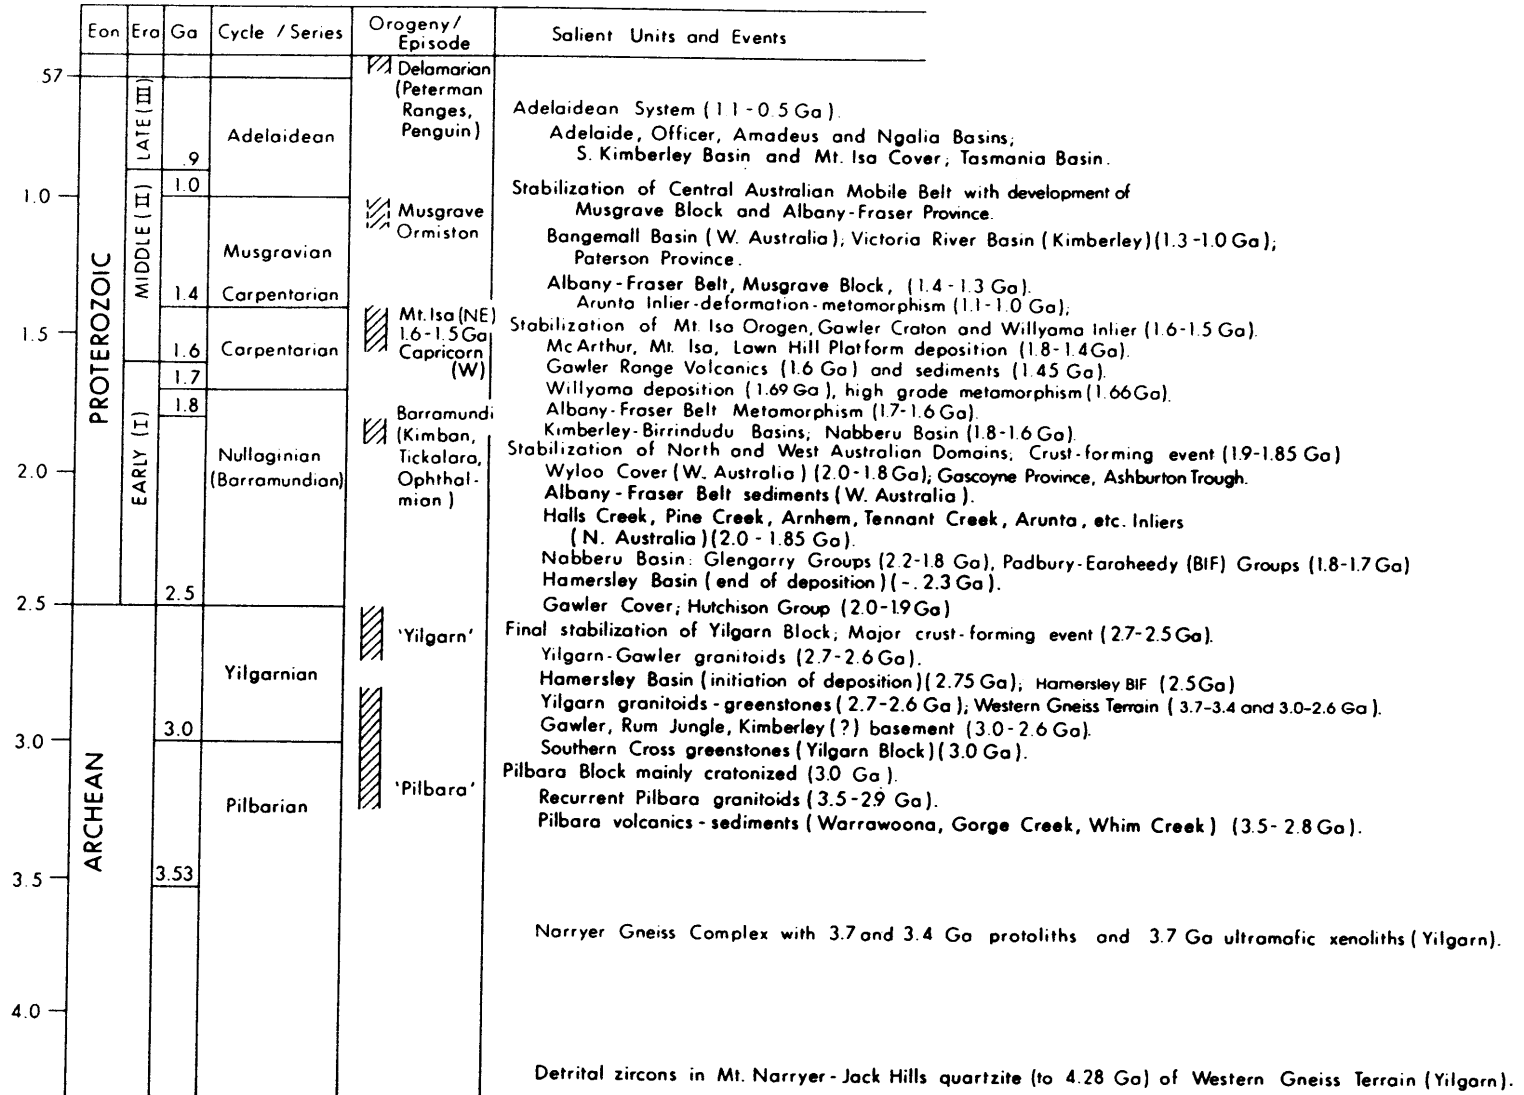 Eon Era Ga Cycle / Series Orogeny/ Episode Salient Units and Events
57
1.0
1.5
2.0
2.5
3.0
3.5
4.0
PROTEROZOIC
ARCHEAN
LATE (III)
MIDDLE (II)
EARLY (I)
.9
1.0
1.4
1.6
1.7
1.8
2.5
3.0
3.53
Adelaidean
Musgravian
Carpentarian
Carpentarian
Nullaginian
(Barramundian)
Yilgarnian
Pilbarian
Delamarian
(Peterman
Ranges,
Penguin)
Musgrave
Ormiston
Mt. Isa (NE)
1.6-1.5Ga
Capricorn
(W)
Barramundi
(Kimban,
Tickalara,
Ophthal-
mian )
'Yilgarn'
'Pilbara'
Adelaidean System ( 1 1 - 0.5 Ga ).
Adelaide, Officer, Amadeus and Ngalia Basins;
S. Kimberley Basin and Mt. Isa Cover; Tasmania Basin.
Stabilization of Central Australian Mobile Belt with development of
Musgrave Block and Albany-Fraser Province.
Bangemall Basin ( W. Australia ); Victoria River Basin ( Kimberley ) (1.3 -1.0 Ga );
Paterson Province .
Albany-Fraser Belt, Musgrave Block, ( 1.4 - 1.3 Ga ).
Arunta Inlier-deformation-metamorphism (1.1-1.0 Ga);
Stabilization of Mt. Isa Orogen, Gawler Craton and Willyama Inlier (1.6-1.5 Ga).
McArthur, Mt. Isa, Lawn Hill Platform deposition (1.8-1.4Ga).
Gawler Range Volcanics (1.6 Ga) and sediments (1.45 Ga).
Willyama deposition (1.69 Ga ), high grade metamorphism (1.66Ga).
Albany-Fraser Belt Metamorphism (1.7-1.6 Ga).
Kimberley-Birrindudu Basins; Nabberu Basin (1.8-1.6 Ga).
Stabilization of North and West Australian Domains; Crust-forming event (1.9-1.85 Ga)
Wyloo Cover ( W. Australia ) (2.0-1.8Ga); Gascoyne Province, Ashburton Trough.
Albany - Fraser Belt sediments ( W. Australia ).
Halls Creek, Pine Creek, Arnhem, Tennant Creek, Arunta, etc. Inliers
( N. Australia ) (2.0 - 1.85 Ga).
Nabberu Basin: Glengarry Groups (2.2-1.8 Ga), Padbury-Earaheedy (BIF) Groups (1.8-1.7 Ga)
Hamersley Basin ( end of deposition ) ( -. 2.3 Ga ).
Gawler Cover; Hutchison Group (2.0-1.9 Ga)
Final stabilization of Yilgarn Block; Major crust-forming event ( 2.7-2.5 Ga).
Yilgarn-Gawler granitoids (2.7-2.6 Ga).
Hamersley Basin ( initiation of deposition ) ( 2.75 Ga ); Hamersley BIF (2.5Ga)
Yilgarn granitoids - greenstones ( 2.7-2.6 Ga ); Western Gneiss Terrain ( 3.7-3.4 and 3.0-2.6 Ga ).
Gawler, Rum Jungle, Kimberley (?) basement (3.0-2.6 Ga).
Southern Cross greenstones ( Yilgarn Block ) ( 3.0 Ga ).
Pilbara Block mainly cratonized (3.0 Ga ).
Recurrent Pilbara granitoids ( 3.5-2.9 Ga ).
Pilbara volcanics - sediments ( Warrawoona, Gorge Creek, Whim Creek ) (3.5- 2.8 Ga ).
Narryer Gneiss Complex with 3.7 and 3.4 Ga protoliths and 3.7 Ga ultramafic xenoliths ( Yilgarn).
Detrital zircons in Mt. Narryer - Jack Hills quartzite (to 4.28 Ga) of Western Gneiss Terrain ( Yilgarn ).